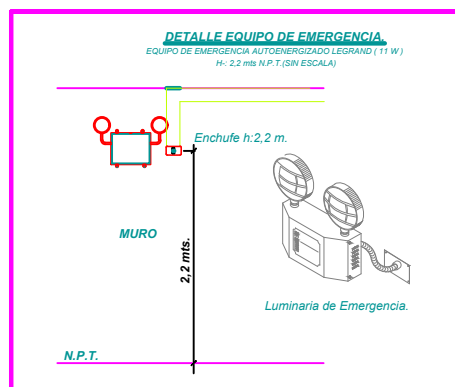 DETALLE EQUIPO DE EMERGENCIA.
EQUIPO DE EMERGENCIA AUTOENERGIZADO LEGRAND ( 11 W )
H-: 2,2 mts N.P.T.(SIN ESCALA)
Enchufe h:2,2 m.
MURO
2,2 mts.
Luminaria de Emergencia.
N.P.T.